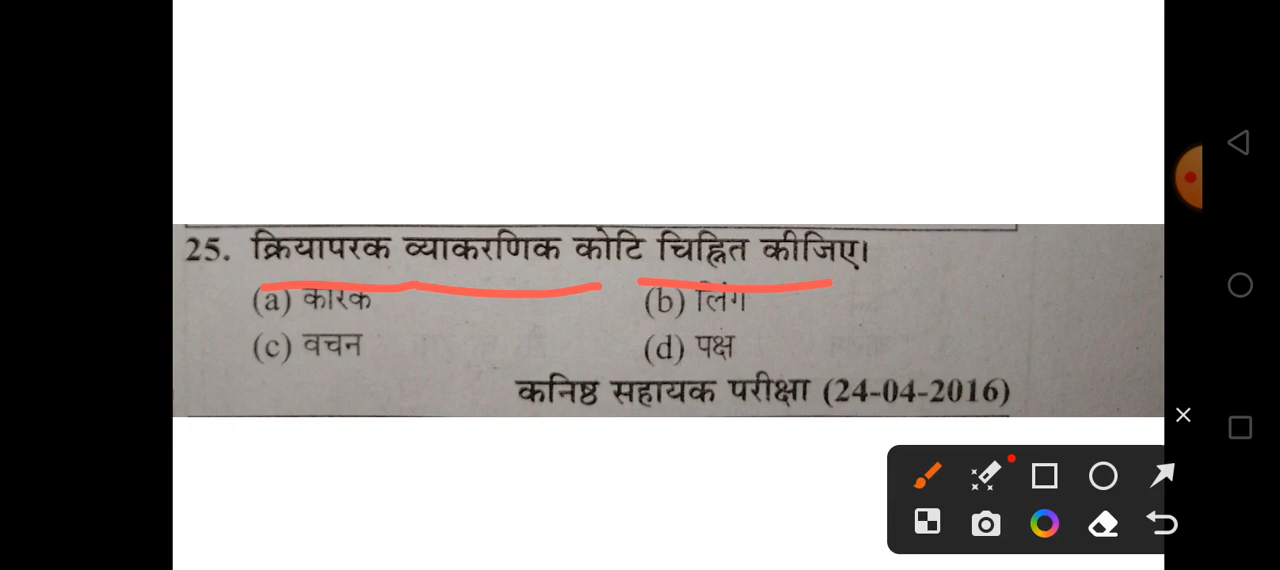 25. क्रियापरक व्याकरणिक कोटि चिह्नित कीजिए।
(a) कारक (b) लिंग
(c) वचन (d) पक्ष
कनिष्ठ सहायक परीक्षा (24-04-2016)